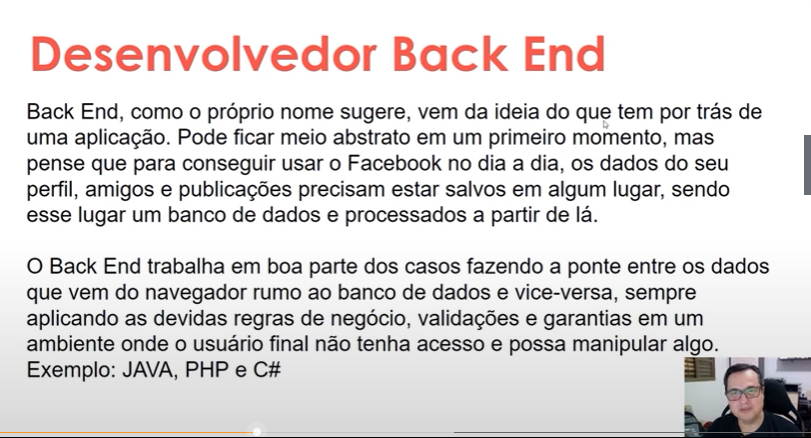 Desenvolvedor Back End
Back End, como o próprio nome sugere, vem da ideia do que tem por trás de
uma aplicação. Pode ficar meio abstrato em um primeiro momento, mas
pense que para conseguir usar o Facebook no dia a dia, os dados do seu
perfil, amigos e publicações precisam estar salvos em algum lugar, sendo
esse lugar um banco de dados e processados a partir de lá.
O Back End trabalha em boa parte dos casos fazendo a ponte entre os dados
que vem do navegador rumo ao banco de dados e vice-versa, sempre
aplicando as devidas regras de negócio, validações e garantias em um
ambiente onde o usuário final não tenha acesso e possa manipular algo.
Exemplo: JAVA, PHP e C#